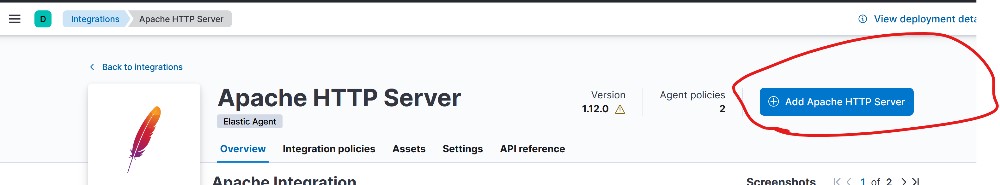 D
Integrations
Apache HTTP Server
View deployment deta
Back to integrations
Apache HTTP Server
Elastic Agent
Version
1.12.0
Agent policies
2
Add Apache HTTP Server
Overview
Integration policies
Assets
Settings
API reference
Apache Integration
Screenshots
1 of 2